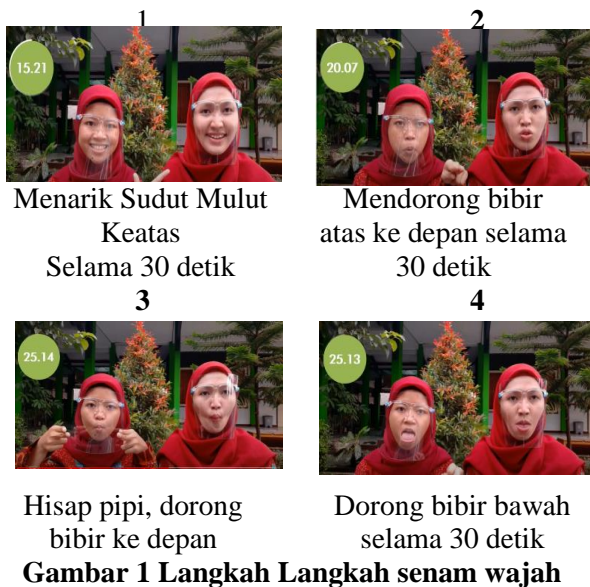 1
2
15.21
20.07
Menarik Sudut Mulut
Keatas
Selama 30 detik
Mendorong bibir
atas ke depan selama
30 detik
3
4
25.14
25.13
Hisap pipi, dorong
bibir ke depan
Dorong bibir bawah
selama 30 detik
Gambar 1 Langkah Langkah senam wajah